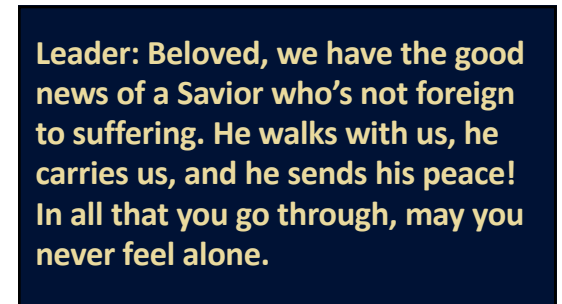 Leader: Beloved, we have the good
news of a Savior who’s not foreign
to suffering. He walks with us, he
carries us, and he sends his peace!
In all that you go through, may you
never feel alone.